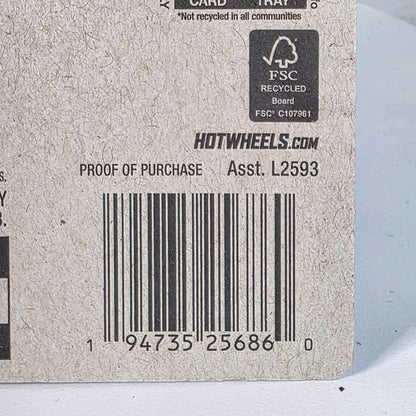 CARD TRAY
*Not recycled in all communities
FSC
RECYCLED
Board
FSC® C107961
HOTWHEELS.COM
PROOF OF PURCHASE Asst. L2593
1 94735 25686 0